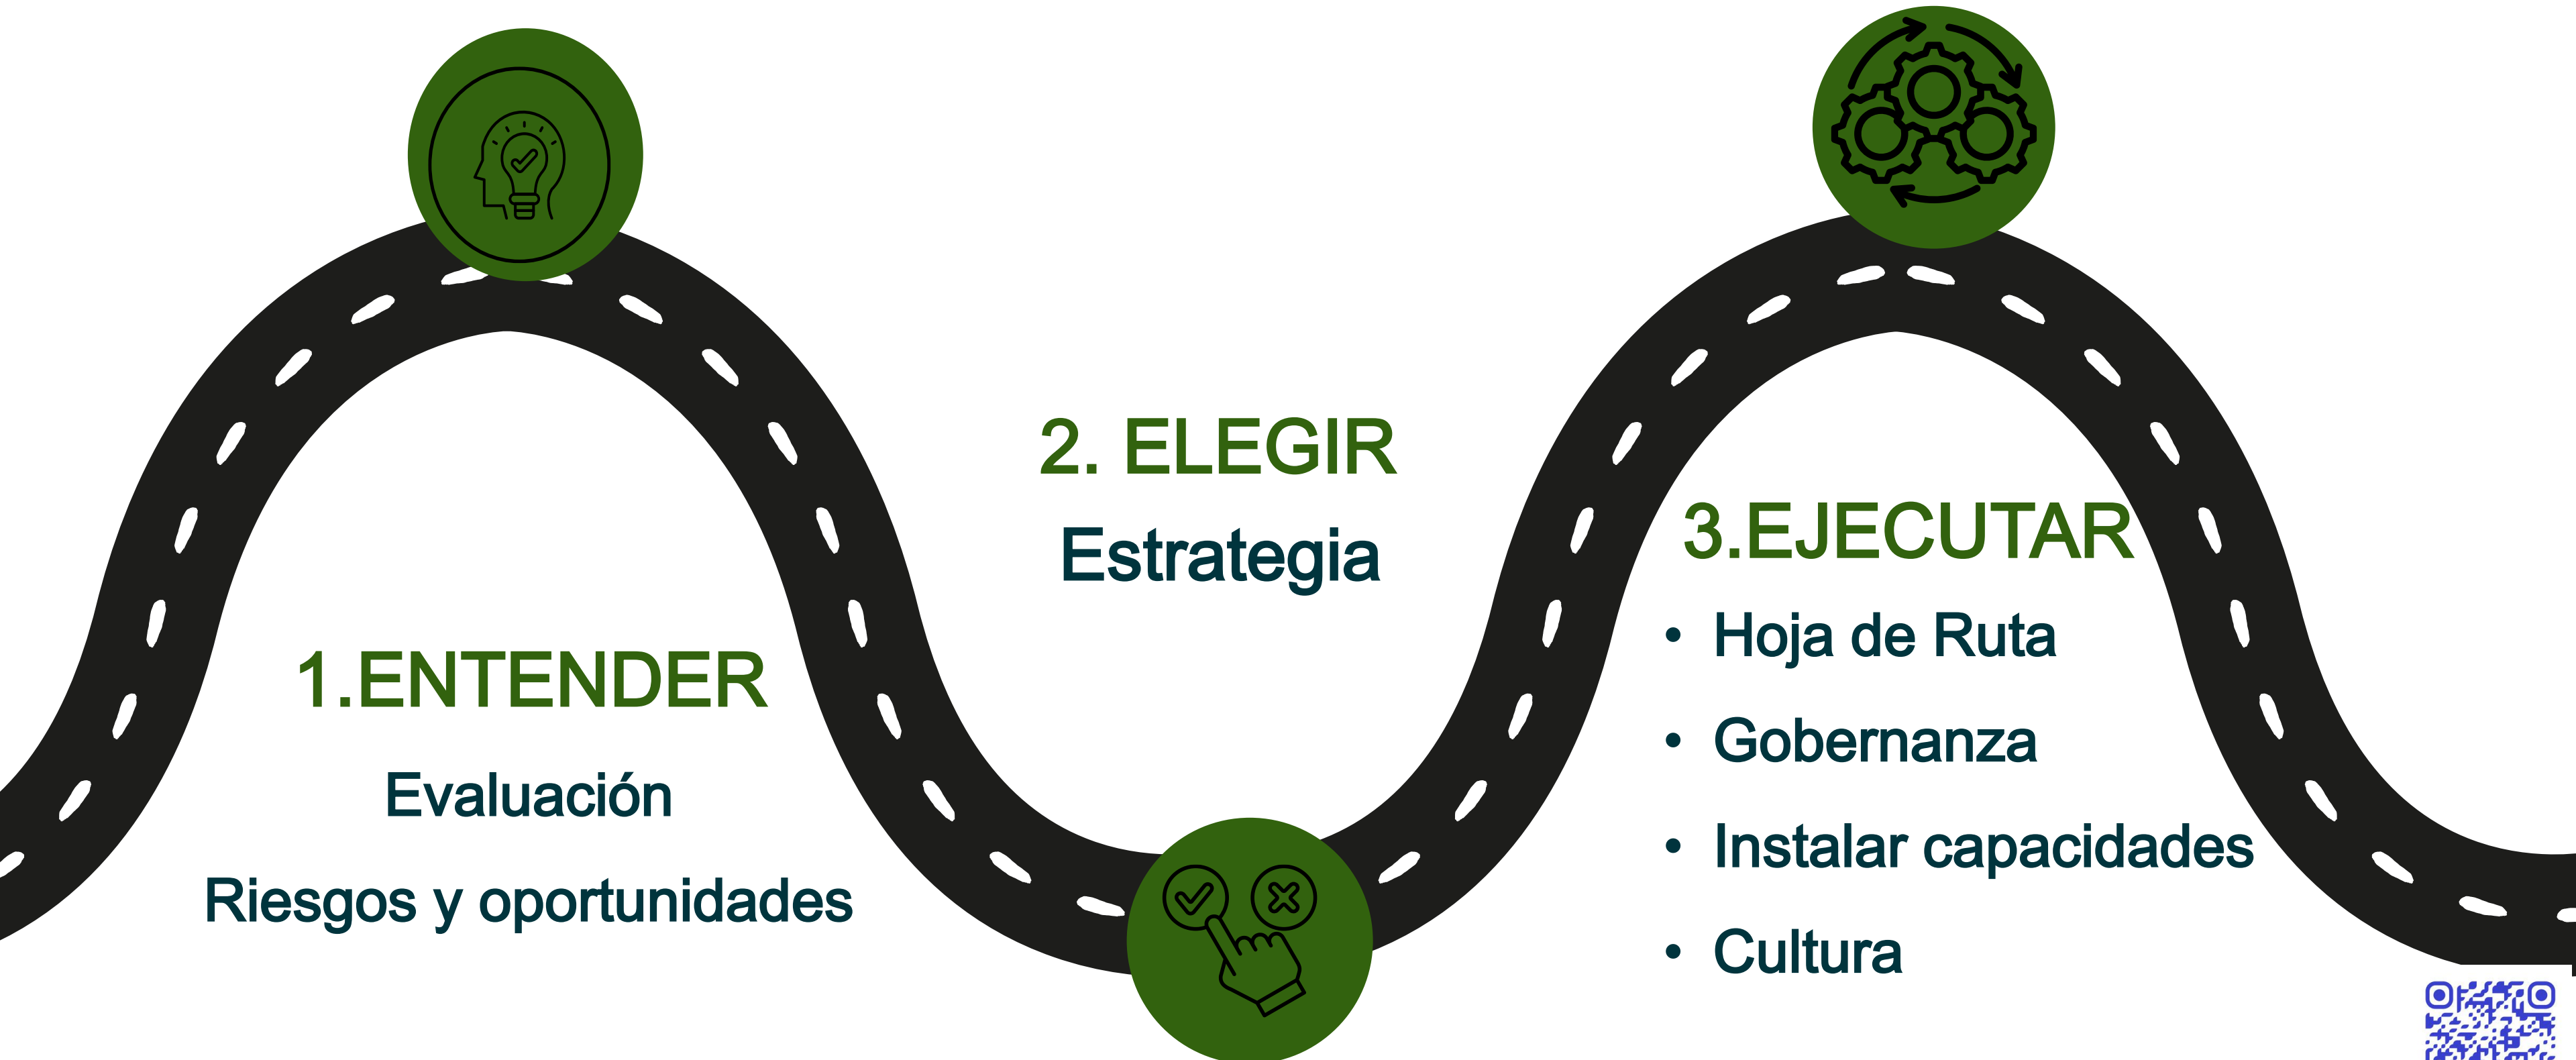 1.ENTENDER
Evaluación
Riesgos y oportunidades
2. ELEGIR
Estrategia
3.EJECUTAR
• Hoja de Ruta
• Gobernanza
• Instalar capacidades
• Cultura